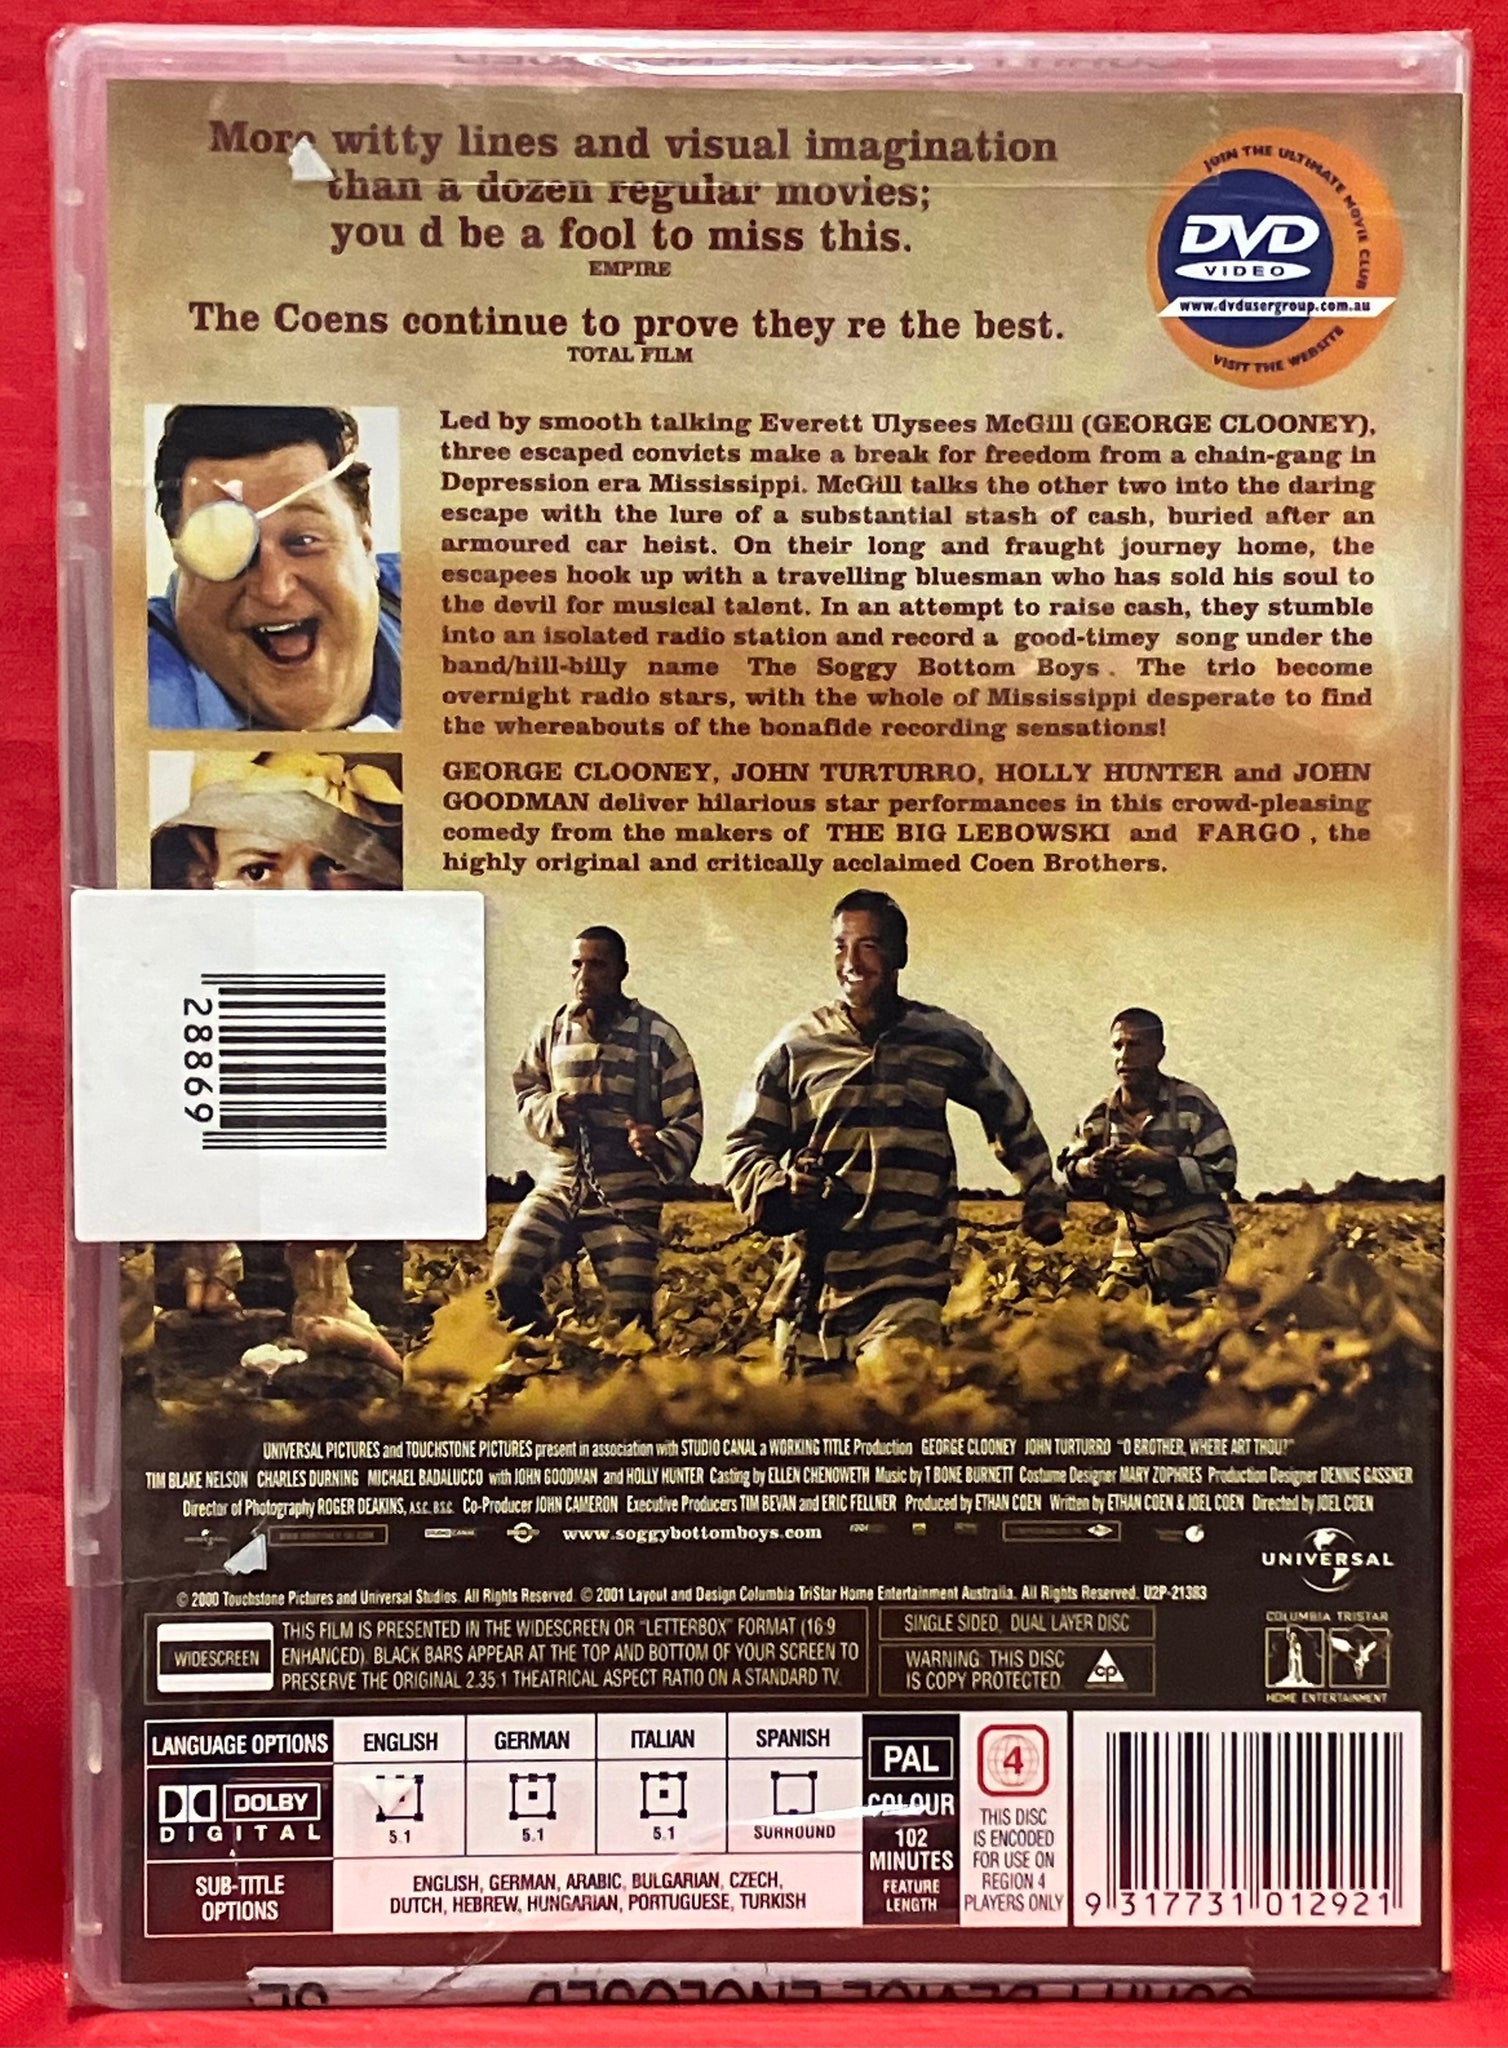 More witty lines and visual imagination
than a dozen regular movies;
you d be a fool to miss this.
EMPIRE
The Coens continue to prove they re the best.
TOTAL FILM
JOIN THE ULTIMATE MOVIE CLUB
DVD
VIDEO
www.dvdusergroup.com.au
VISIT THE WEBSITE
Led by smooth talking Everett Ulysees McGill (GEORGE CLOONEY),
three escaped convicts make a break for freedom from a chain-gang in
Depression era Mississippi. McGill talks the other two into the daring
escape with the lure of a substantial stash of cash, buried after an
armoured car heist. On their long and fraught journey home, the
escapees hook up with a travelling bluesman who has sold his soul to
the devil for musical talent. In an attempt to raise cash, they stumble
into an isolated radio station and record a good-timey song under the
band/hill-billy name The Soggy Bottom Boys . The trio become
overnight radio stars, with the whole of Mississippi desperate to find
the whereabouts of the bonafide recording sensations!
GEORGE CLOONEY, JOHN TURTURRO, HOLLY HUNTER and JOHN
GOODMAN deliver hilarious star performances in this crowd-pleasing
comedy from the makers of THE BIG LEBOWSKI and FARGO , the
highly original and critically acclaimed Coen Brothers.
28869
UNIVERSAL PICTURES and TOUCHSTONE PICTURES present in association with STUDIO CANAL a WORKING TITLE Production GEORGE CLOONEY JOHN TURTURRO "O BROTHER, WHERE ART THOU?"
TIM BLAKE NELSON CHARLES DURNING MICHAEL BADALUCCO with JOHN GOODMAN and HOLLY HUNTER Casting by ELLEN CHENOWETH Music by T BONE BURNETT Costume Designer MARY ZOPHRES Production Designer DENNIS GASSNER
Director of Photography ROGER DEAKINS, A.S.C. B.S.C. Co-Producer JOHN CAMERON Executive Producers TIM BEVAN and ERIC FELLNER Produced by ETHAN COEN Written by ETHAN COEN & JOEL COEN Directed by JOEL COEN
www.soggybottomboys.com
UNIVERSAL
© 2000 Touchstone Pictures and Universal Studios. All Rights Reserved. © 2001 Layout and Design Columbia TriStar Home Entertainment Australia. All Rights Reserved. U2P-21383
WIDESCREEN
THIS FILM IS PRESENTED IN THE WIDESCREEN OR "LETTERBOX" FORMAT (16:9
ENHANCED). BLACK BARS APPEAR AT THE TOP AND BOTTOM OF YOUR SCREEN TO
PRESERVE THE ORIGINAL 2.35:1 THEATRICAL ASPECT RATIO ON A STANDARD TV.
SINGLE SIDED, DUAL LAYER DISC
WARNING: THIS DISC
IS COPY PROTECTED.
cp
COLUMBIA TRISTAR
HOME ENTERTAINMENT
LANGUAGE OPTIONS
ENGLISH
GERMAN
ITALIAN
SPANISH
DOLBY
DIGITAL
5.1
5.1
5.1
SURROUND
SUB-TITLE
OPTIONS
ENGLISH, GERMAN, ARABIC, BULGARIAN, CZECH,
DUTCH, HEBREW, HUNGARIAN, PORTUGUESE, TURKISH
PAL
COLOUR
102
MINUTES
FEATURE
LENGTH
4
THIS DISC
IS ENCODED
FOR USE ON
REGION 4
PLAYERS ONLY
9 317731 012921